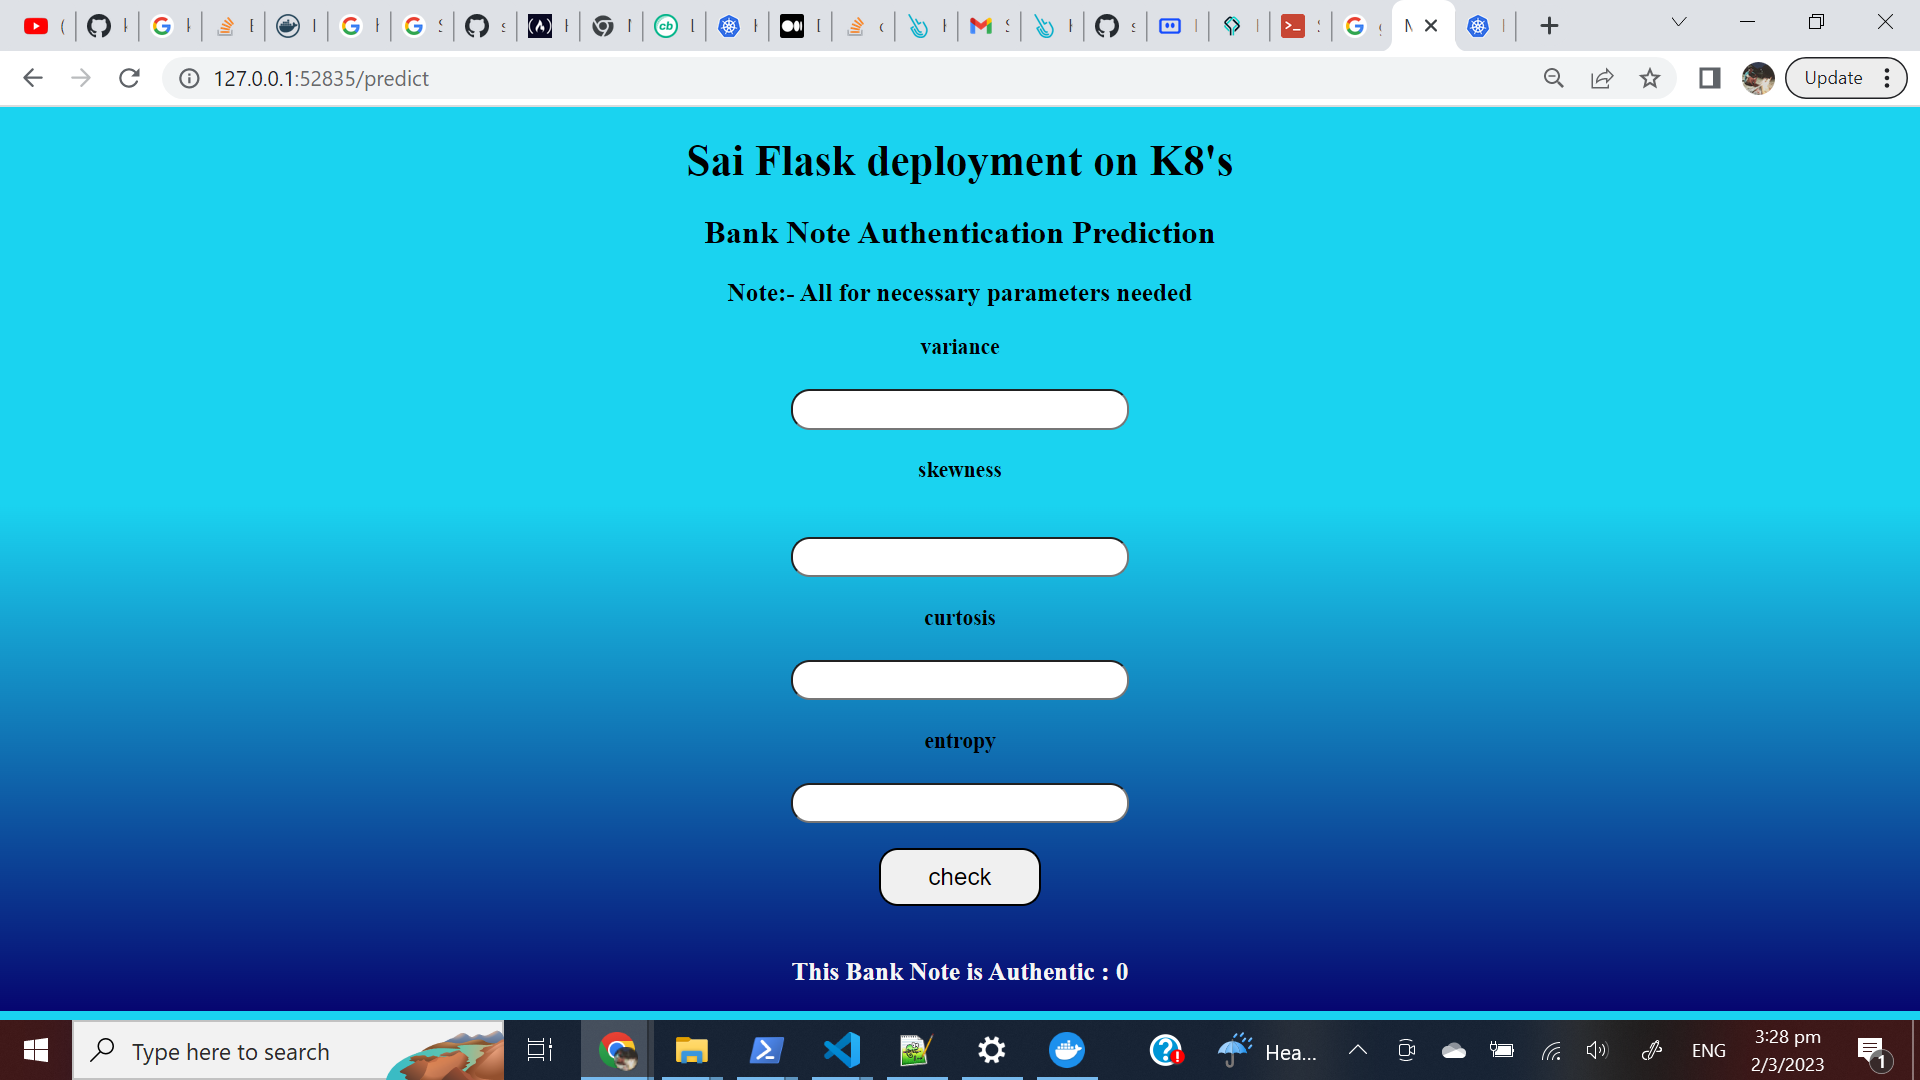 127.0.0.1:52835/predict
Update
Sai Flask deployment on K8's
Bank Note Authentication Prediction
Note:- All for necessary parameters needed
variance
skewness
curtosis
entropy
check
This Bank Note is Authentic : 0
Type here to search
Hea...
ENG
3:28 pm
2/3/2023
1